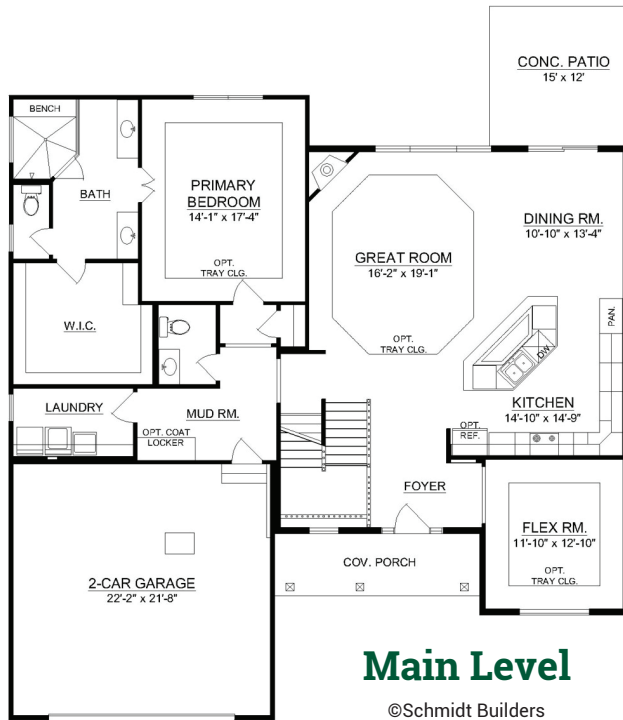 CONC. PATIO
15' x 12'
BENCH
BATH
PRIMARY
BEDROOM
14'-1" x 17'-4"
OPT.
TRAY CLG.
GREAT ROOM
16'-2" x 19'-1"
OPT.
TRAY CLG.
DINING RM.
10'-10" x 13'-4"
PAN.
DW
W.I.C.
KITCHEN
14'-10" x 14'-9"
OPT.
REF.
LAUNDRY
MUD RM.
OPT. COAT
LOCKER
FOYER
FLEX RM.
11'-10" x 12'-10"
OPT.
TRAY CLG.
COV. PORCH
2-CAR GARAGE
22'-2" x 21'-8"
Main Level
©Schmidt Builders